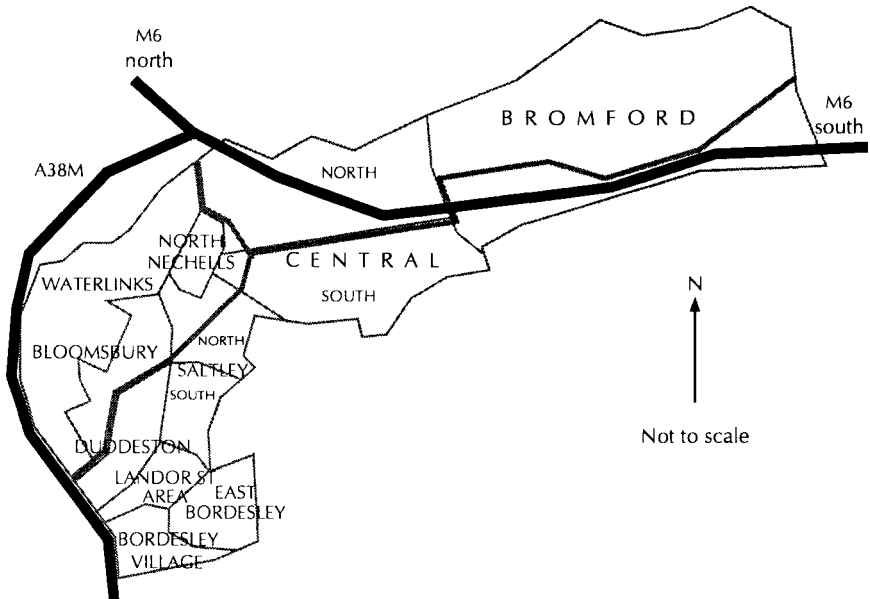 M6
north
BROMFORD
M6
south
A38M
NORTH
NORTH
NECHELLS
CENTRAL
WATERLINKS
SOUTH
N
BLOOMSBURY
NORTH
SALTLEY
SOUTH
Not to scale
DUDDESTON
LANDOR ST
AREA
EAST
BORDESLEY
BORDESLEY
VILLAGE